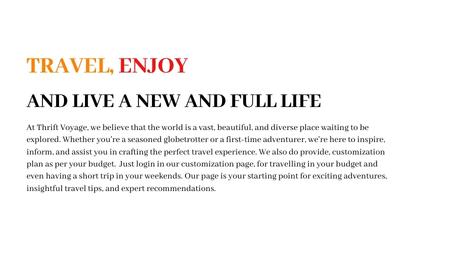 TRAVEL, ENJOY
AND LIVE A NEW AND FULL LIFE
At Thrift Voyage, we believe that the world is a vast, beautiful, and diverse place waiting to be
explored. Whether you're a seasoned globetrotter or a first-time adventurer, we're here to inspire,
inform, and assist you in crafting the perfect travel experience. We also do provide, customization
plan as per your budget, Just login in our customization page, for travelling in your budget and
even having a short trip in your weekends. Our page is your starting point for exciting adventures,
insightful travel tips, and expert recommendations.